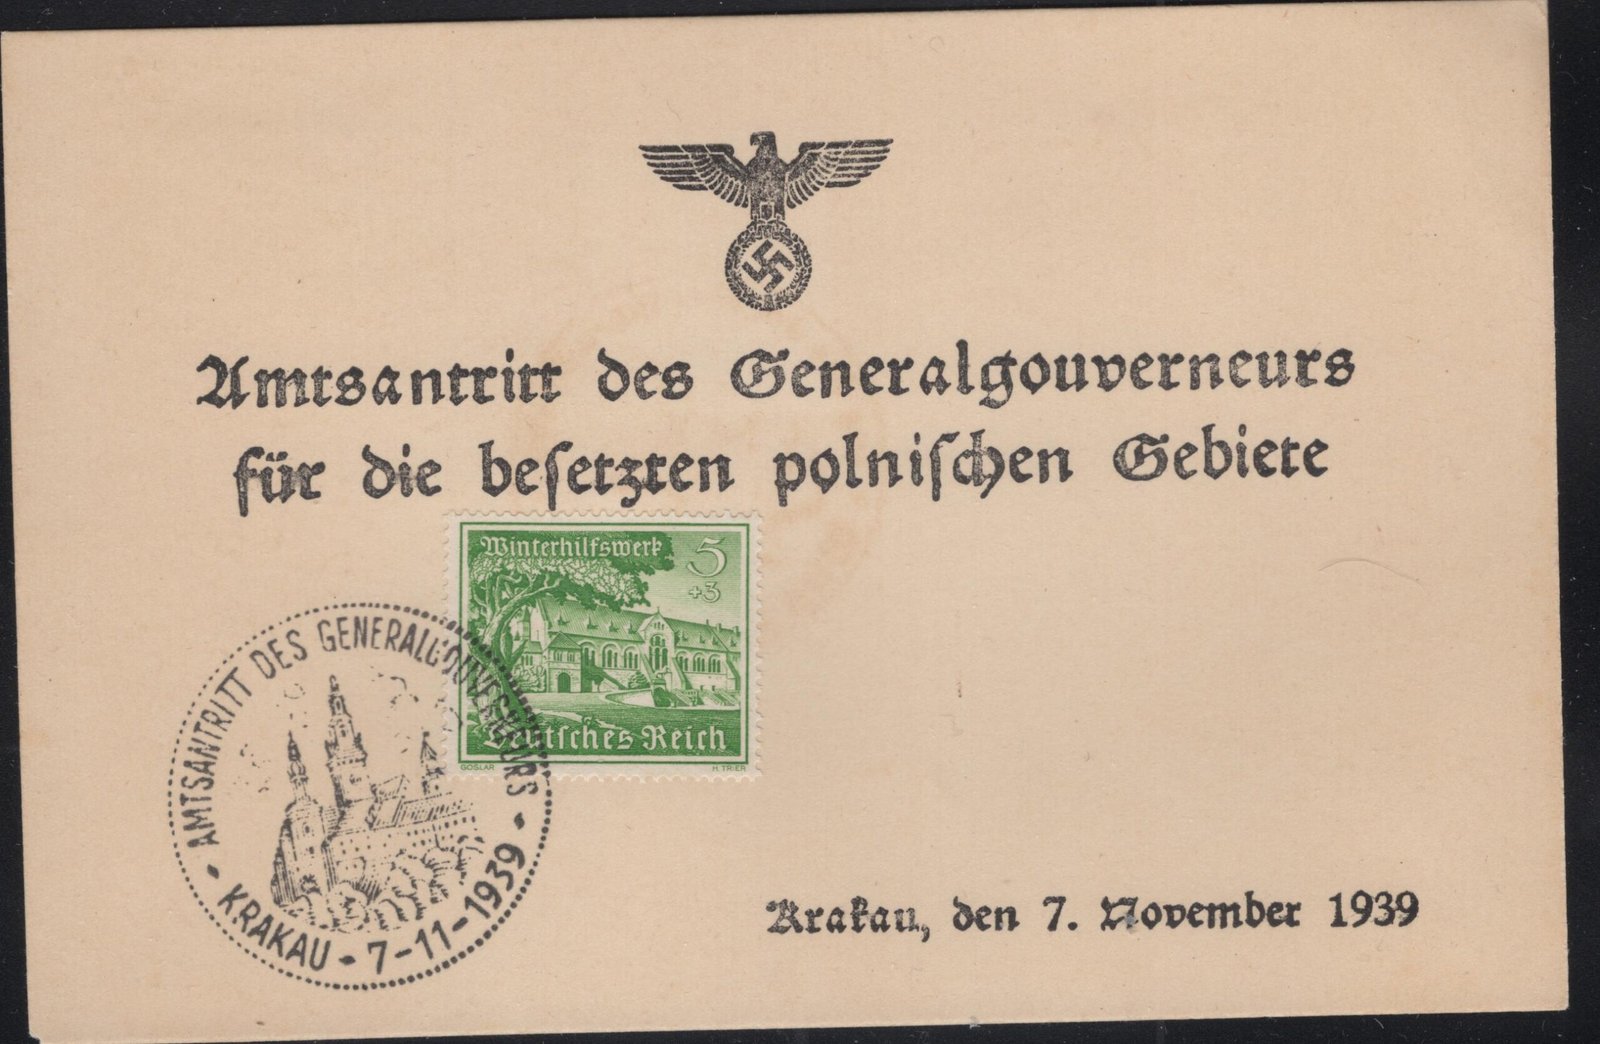 Amtsantritt des Generalgouverneurs
für die besetzten polnischen Gebiete
Winterhilfswerk 5
+3
Deutsches Reich
GOSLAR H. TRIER
AMTSANTRITT DES GENERALGOUVERNEURS
KRAKAU - 7-11-1939
Krakau, den 7. November 1939